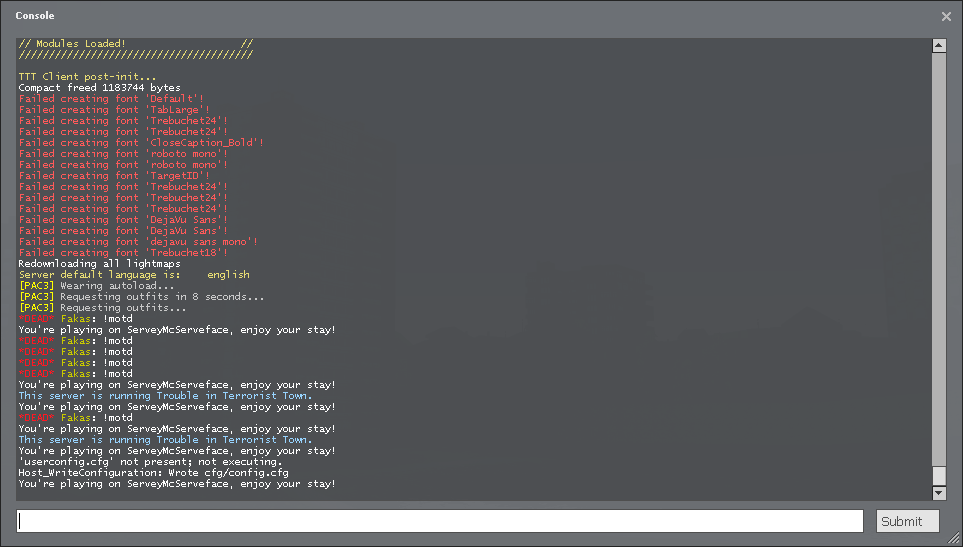 Console
// Modules Loaded! //
///////////////////////////////////////
TTT Client post-init...
Compact freed 1183744 bytes
Failed creating font 'Default'!
Failed creating font 'TabLarge'!
Failed creating font 'Trebuchet24'!
Failed creating font 'Trebuchet24'!
Failed creating font 'CloseCaption_Bold'!
Failed creating font 'roboto mono'!
Failed creating font 'roboto mono'!
Failed creating font 'TargetID'!
Failed creating font 'Trebuchet24'!
Failed creating font 'Trebuchet24'!
Failed creating font 'Trebuchet24'!
Failed creating font 'DejaVu Sans'!
Failed creating font 'DejaVu Sans'!
Failed creating font 'dejavu sans mono'!
Failed creating font 'Trebuchet18'!
Redownloading all lightmaps
Server default language is: english
[PAC3] Wearing autoload...
[PAC3] Requesting outfits in 8 seconds...
[PAC3] Requesting outfits...
*DEAD* Fakas: !motd
You're playing on ServeyMcServeface, enjoy your stay!
*DEAD* Fakas: !motd
*DEAD* Fakas: !motd
*DEAD* Fakas: !motd
*DEAD* Fakas: !motd
You're playing on ServeyMcServeface, enjoy your stay!
This server is running Trouble in Terrorist Town.
You're playing on ServeyMcServeface, enjoy your stay!
*DEAD* Fakas: !motd
You're playing on ServeyMcServeface, enjoy your stay!
This server is running Trouble in Terrorist Town.
You're playing on ServeyMcServeface, enjoy your stay!
'userconfig.cfg' not present; not executing.
Host_WriteConfiguration: Wrote cfg/config.cfg
You're playing on ServeyMcServeface, enjoy your stay!
Submit